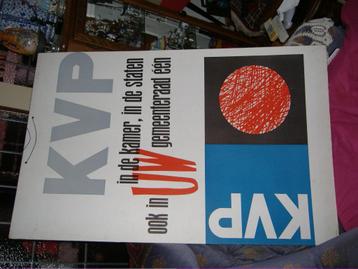 KVP
in de kamer, in de staten
ook in UW gemeenteraad een
KVP